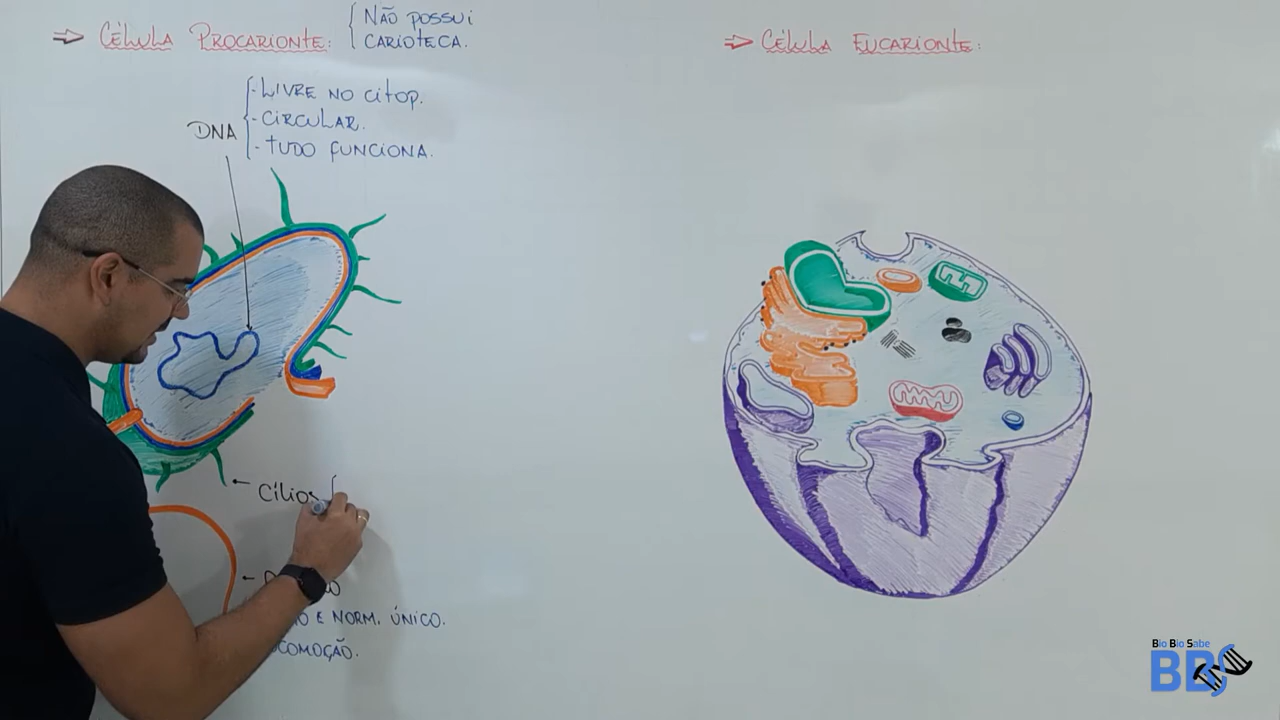 ⇨ CÉLULA PROCARIONTE: { NÃO POSSUI
CARIOTECA.
DNA { - LIVRE NO CITOP.
- CIRCULAR.
- TUDO FUNCIONA.
← CÍLIOS {
E NORM. ÚNICO.
⇨ CÉLULA EUCARIONTE:
Bio Bio Sabe
BBS